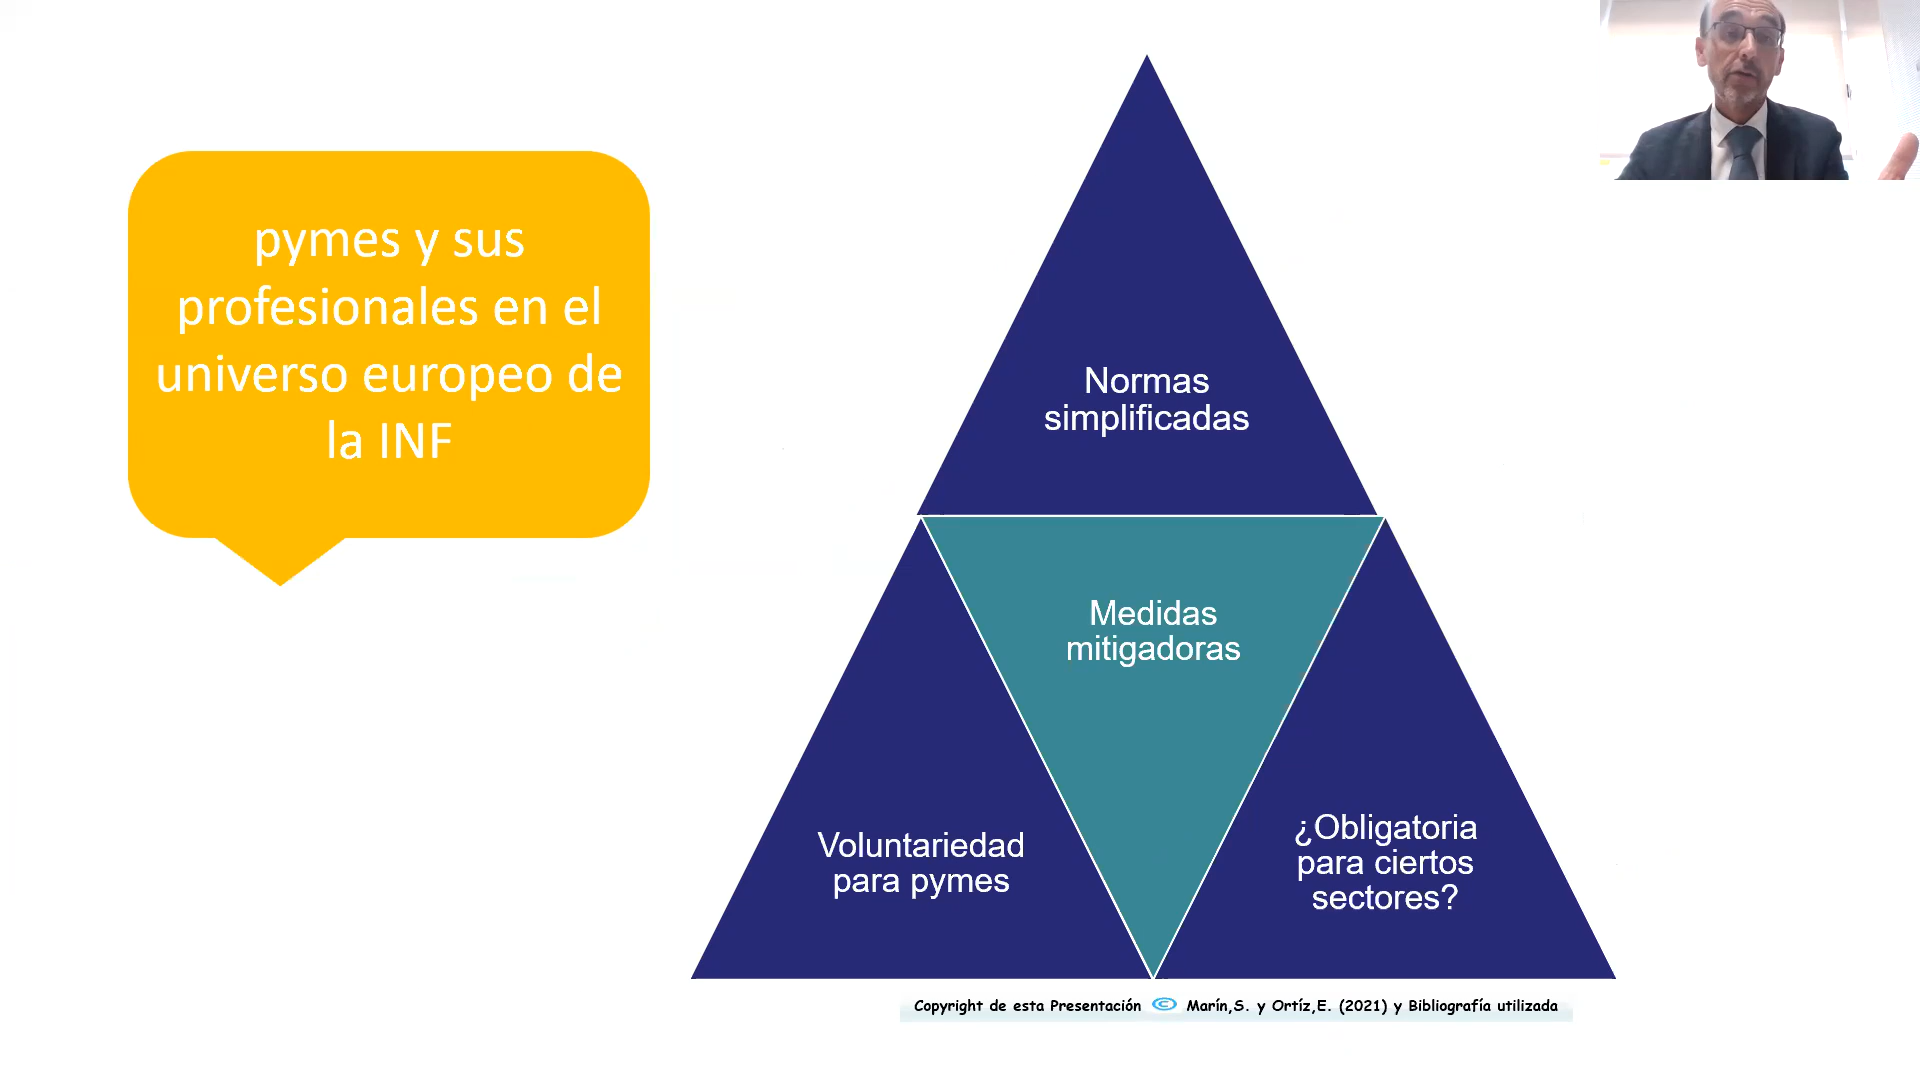 pymes y sus
profesionales en el
universo europeo de
la INF
Normas
simplificadas
Medidas
mitigadoras
Voluntariedad
para pymes
¿Obligatoria
para ciertos
sectores?
Copyright de esta Presentación © Marín,S. y Ortíz,E. (2021) y Bibliografía utilizada